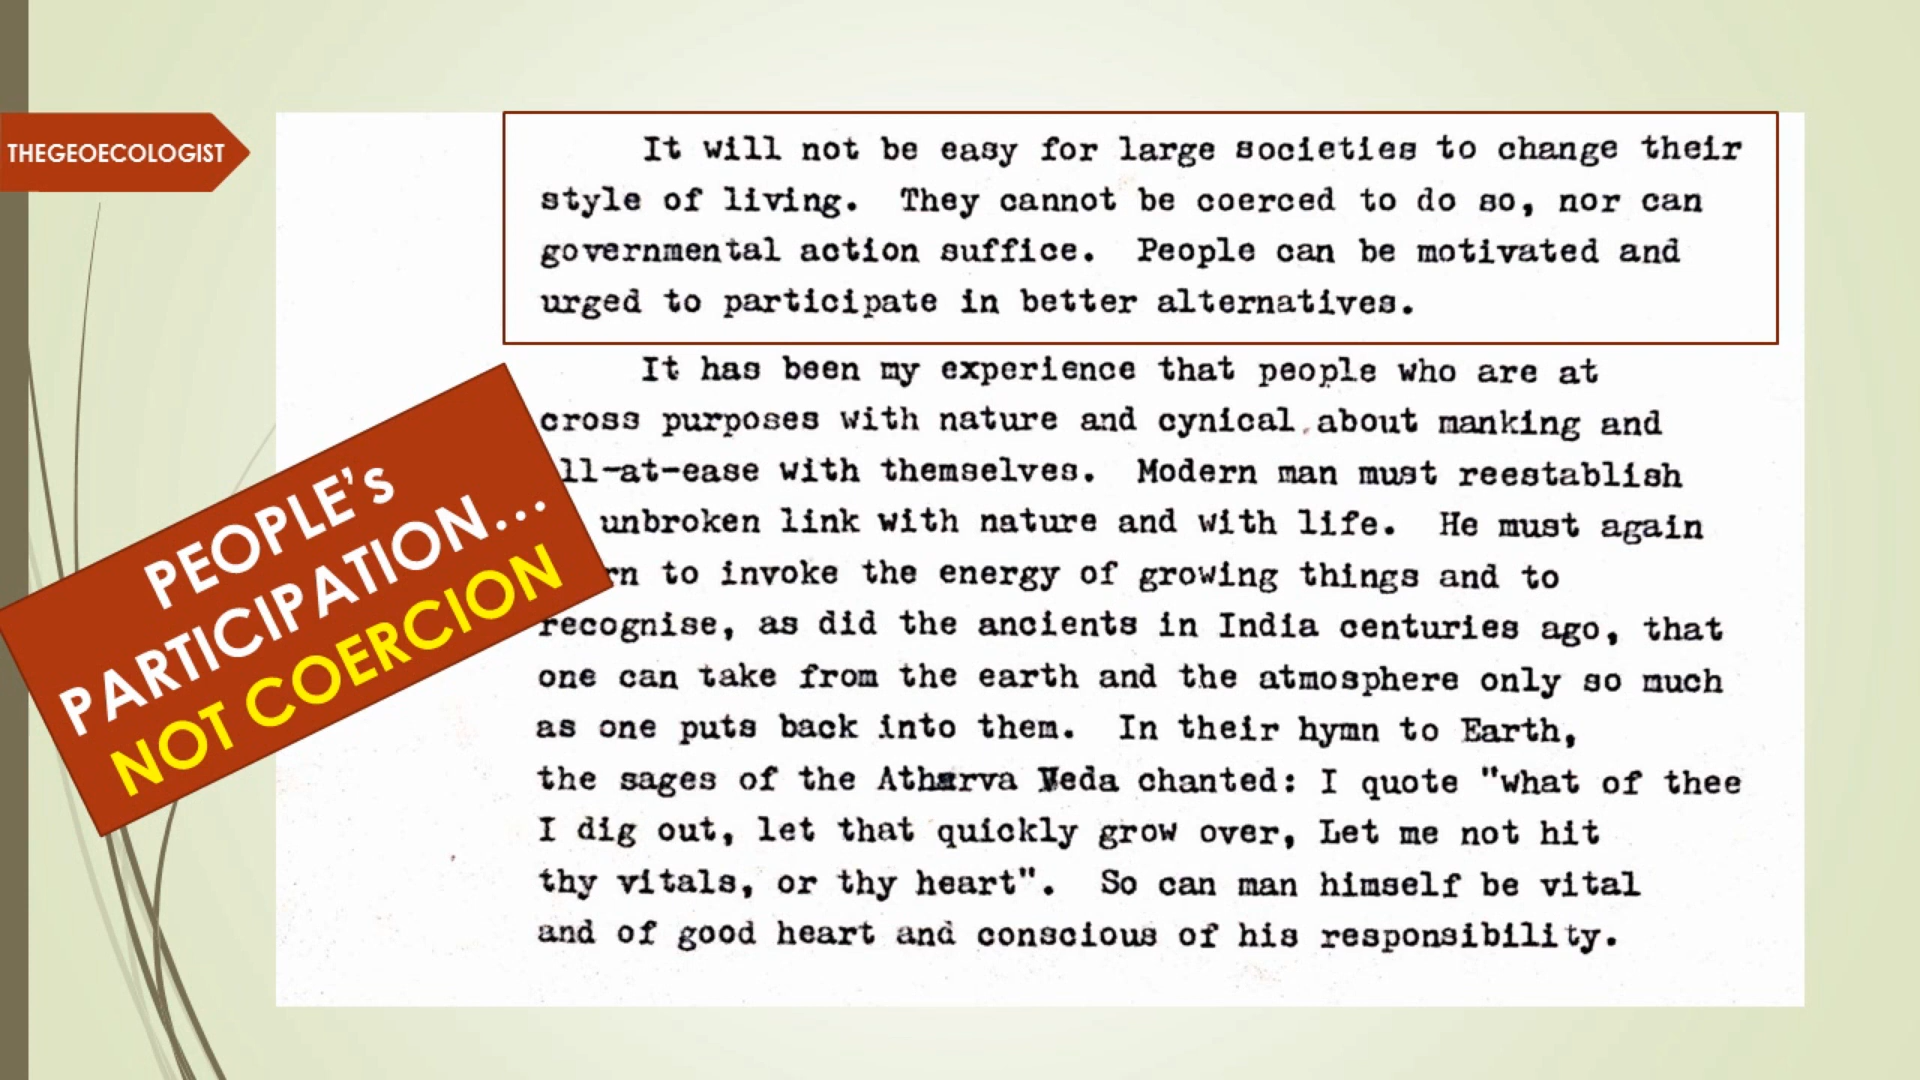 THEGEOECOLOGIST
It will not be easy for large societies to change their
style of living. They cannot be coerced to do so, nor can
governmental action suffice. People can be motivated and
urged to participate in better alternatives.
It has been my experience that people who are at
cross purposes with nature and cynical about manking and
ll-at-ease with themselves. Modern man must reestablish
unbroken link with nature and with life. He must again
rn to invoke the energy of growing things and to
recognise, as did the ancients in India centuries ago, that
one can take from the earth and the atmosphere only so much
as one puts back into them. In their hymn to Earth,
the sages of the Atharva Veda chanted: I quote "what of thee
I dig out, let that quickly grow over, Let me not hit
thy vitals, or thy heart". So can man himself be vital
and of good heart and conscious of his responsibility.
PEOPLE's
PARTICIPATION...
NOT COERCION